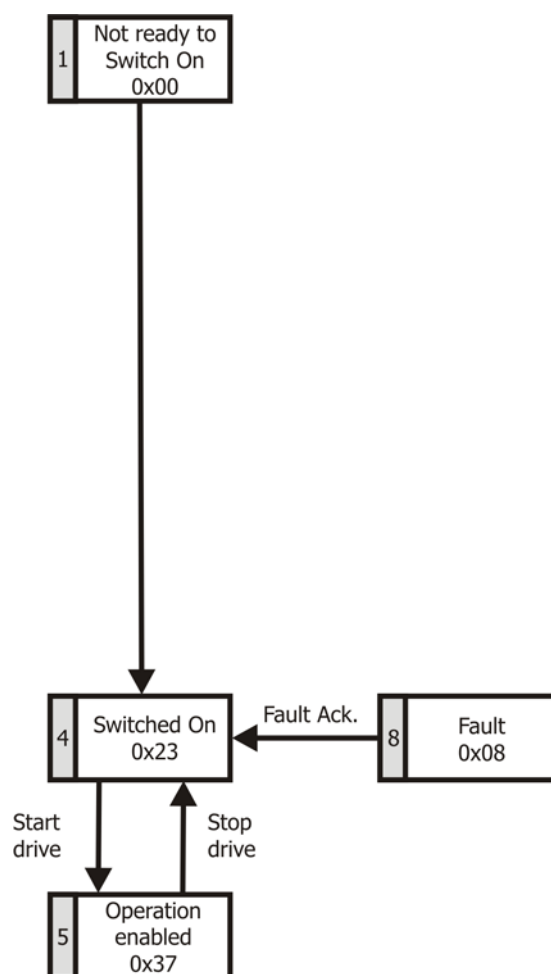 1
Not ready to
Switch On
0x00
4
Switched On
0x23
Fault Ack.
8
Fault
0x08
Start
drive
Stop
drive
5
Operation
enabled
0x37